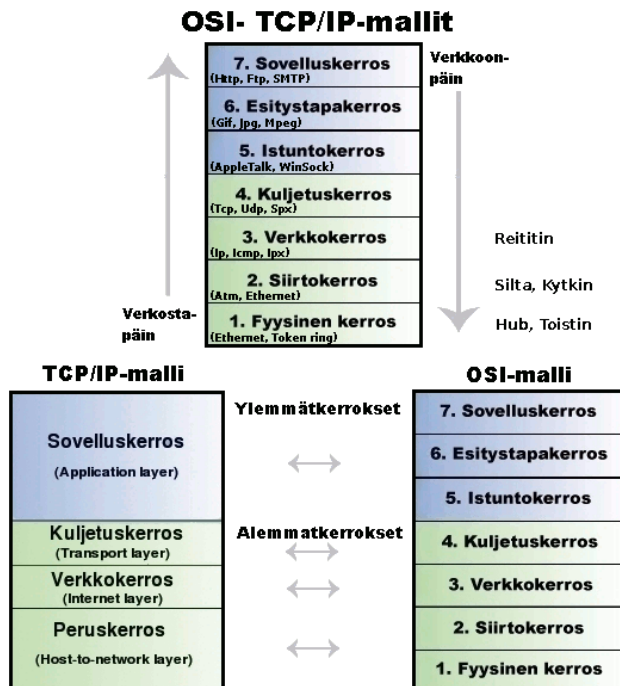 OSI- TCP/IP-mallit
7. Sovelluskerros
(Http, Ftp, SMTP)
6. Esitystapakerros
(Gif, Jpg, Mpeg)
5. Istuntokerros
(AppleTalk, WinSock)
4. Kuljetuskerros
(Tcp, Udp, Spx)
3. Verkkokerros
(Ip, Icmp, Ipx)
2. Siirtokerros
(Atm, Ethernet)
1. Fyysinen kerros
(Ethernet, Token ring)
Verkosta-
päin
Verkkoon-
päin
Reititin
Silta, Kytkin
Hub, Toistin
TCP/IP-malli
Sovelluskerros
(Application layer)
Kuljetuskerros
(Transport layer)
Verkkokerros
(Internet layer)
Peruskerros
(Host-to-network layer)
Ylemmätkerrokset
Alemmatkerrokset
OSI-malli
7. Sovelluskerros
6. Esitystapakerros
5. Istuntokerros
4. Kuljetuskerros
3. Verkkokerros
2. Siirtokerros
1. Fyysinen kerros